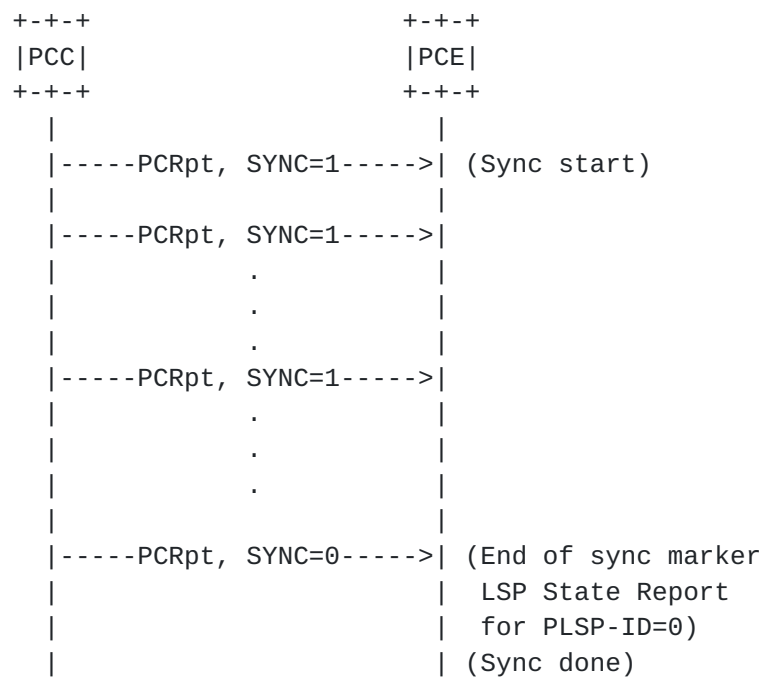 +-+-+                    +-+-+
|PCC|                    |PCE|
+-+-+                    +-+-+
  |                        |
  |-----PCRpt, SYNC=1----->| (Sync start)
  |                        |
  |-----PCRpt, SYNC=1----->|
  |            .           |
  |            .           |
  |            .           |
  |-----PCRpt, SYNC=1----->|
  |            .           |
  |            .           |
  |            .           |
  |                        |
  |-----PCRpt, SYNC=0----->| (End of sync marker
  |                        |  LSP State Report
  |                        |  for PLSP-ID=0)
  |                        | (Sync done)